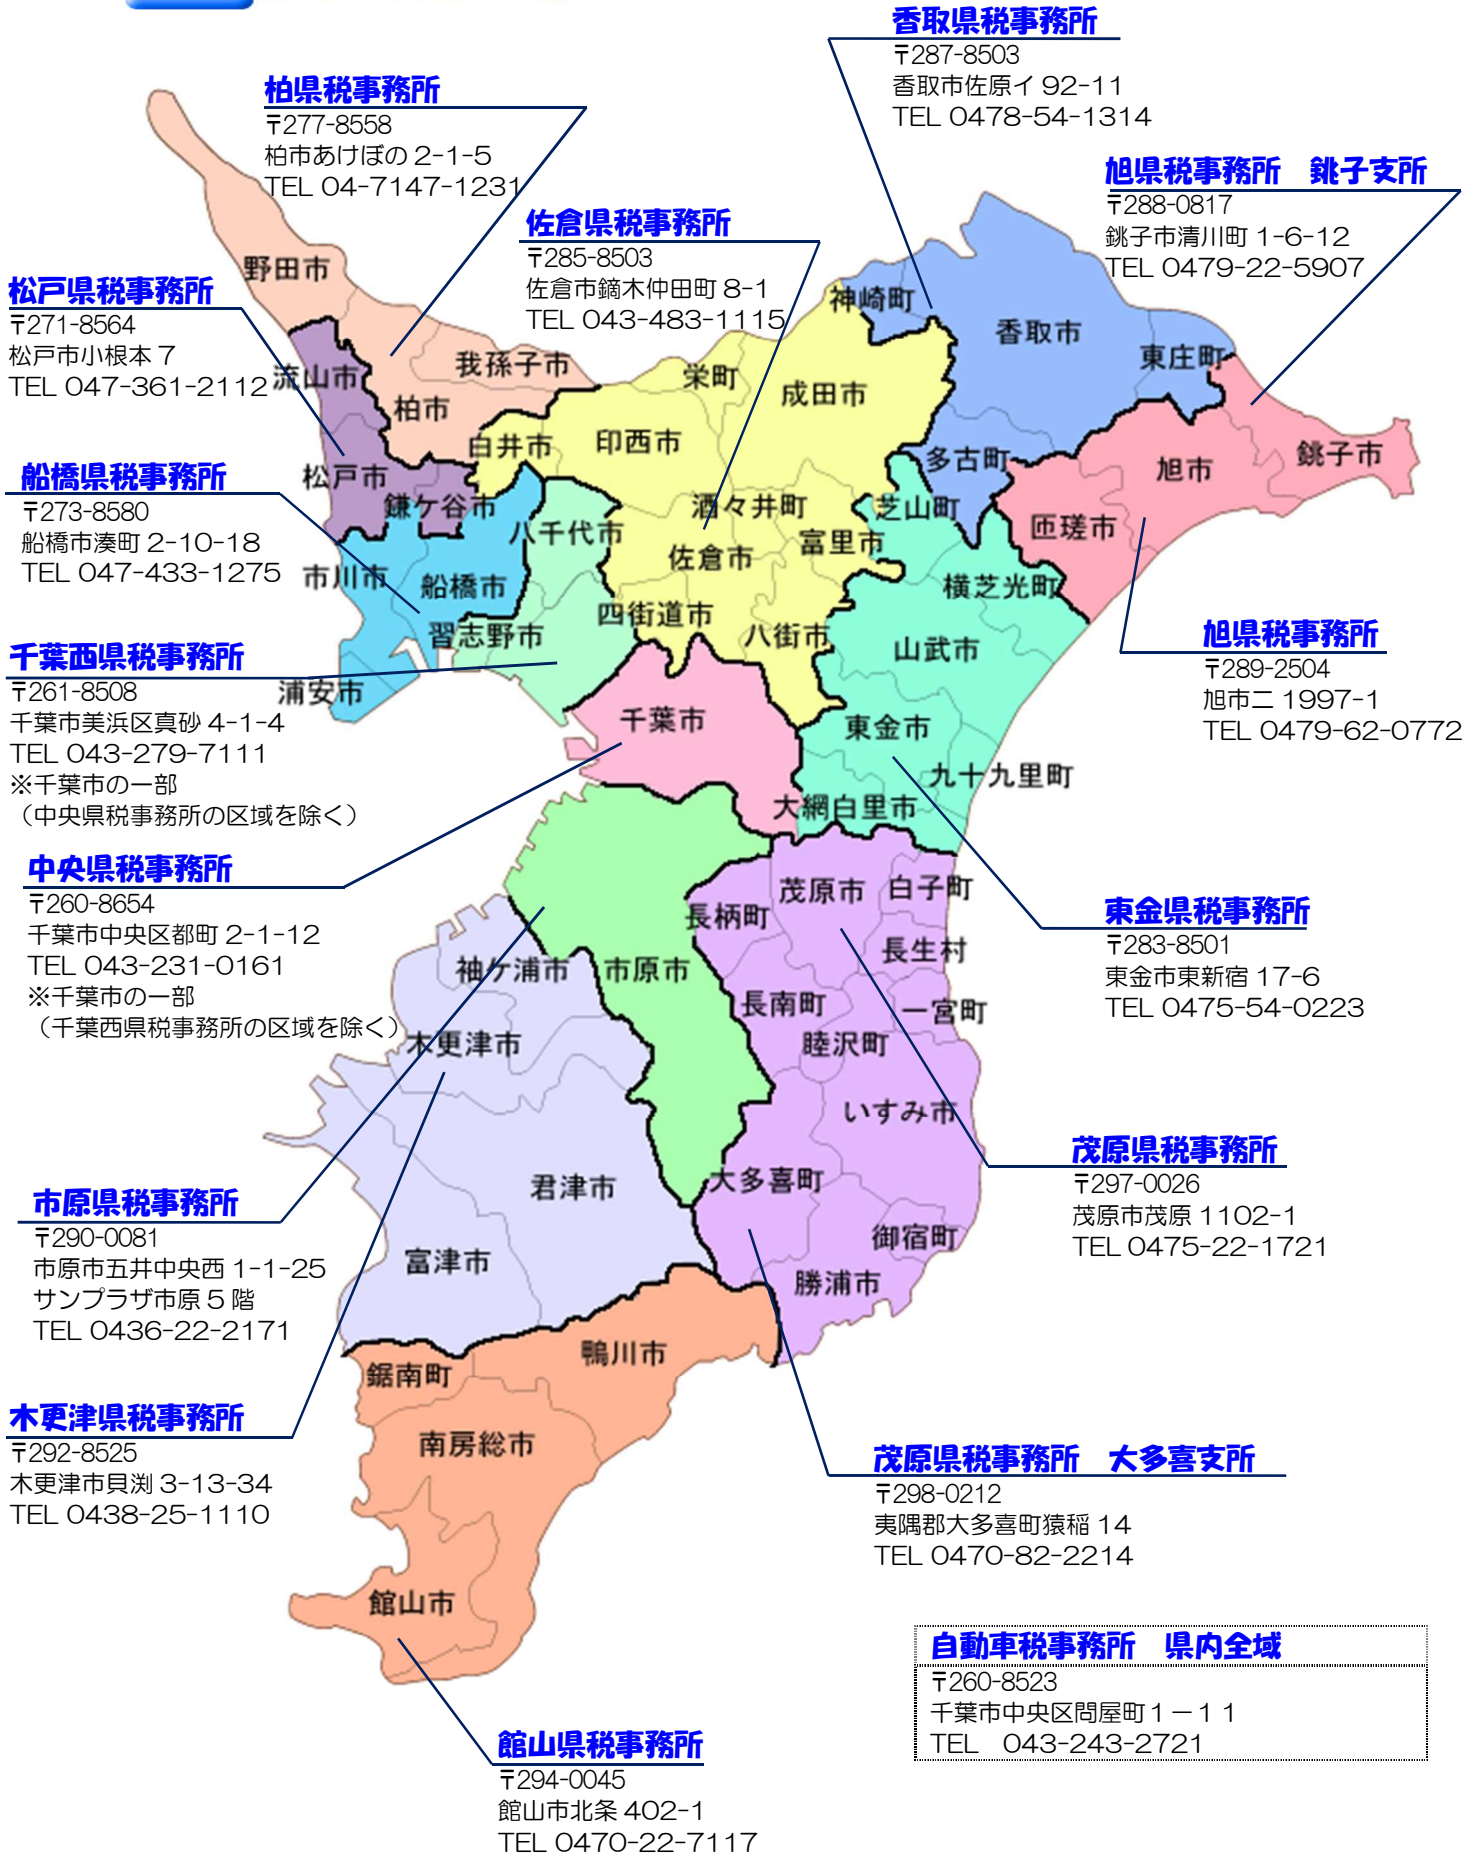 香取県税事務所
〒287-8503
香取市佐原イ 92-11
TEL 0478-54-1314
柏県税事務所
〒277-8558
柏市あけぼの 2-1-5
TEL 04-7147-1231
旭県税事務所　銚子支所
〒288-0817
銚子市清川町 1-6-12
TEL 0479-22-5907
佐倉県税事務所
〒285-8503
佐倉市鏑木仲田町 8-1
TEL 043-483-1115
松戸県税事務所
〒271-8564
松戸市小根本 7
TEL 047-361-2112
船橋県税事務所
〒273-8580
船橋市湊町 2-10-18
TEL 047-433-1275
千葉西県税事務所
〒261-8508
千葉市美浜区真砂 4-1-4
TEL 043-279-7111
※千葉市の一部
（中央県税事務所の区域を除く）
中央県税事務所
〒260-8654
千葉市中央区都町 2-1-12
TEL 043-231-0161
※千葉市の一部
（千葉西県税事務所の区域を除く）
市原県税事務所
〒290-0081
市原市五井中央西 1-1-25
サンプラザ市原 5 階
TEL 0436-22-2171
木更津県税事務所
〒292-8525
木更津市貝渕 3-13-34
TEL 0438-25-1110
旭県税事務所
〒289-2504
旭市ニ 1997-1
TEL 0479-62-0772
東金県税事務所
〒283-8501
東金市東新宿 17-6
TEL 0475-54-0223
茂原県税事務所
〒297-0026
茂原市茂原 1102-1
TEL 0475-22-1721
茂原県税事務所　大多喜支所
〒298-0212
夷隅郡大多喜町猿稲 14
TEL 0470-82-2214
自動車税事務所　県内全域
〒260-8523
千葉市中央区問屋町１－１１
TEL　043-243-2721
館山県税事務所
〒294-0045
館山市北条 402-1
TEL 0470-22-7117
野田市
神崎町
香取市
東庄町
流山市
我孫子市
栄町
成田市
柏市
白井市
印西市
多古町
旭市
銚子市
松戸市
鎌ケ谷市
酒々井町
芝山町
匝瑳市
八千代市
富里市
佐倉市
市川市
船橋市
横芝光町
四街道市
習志野市
八街市
山武市
浦安市
千葉市
東金市
九十九里町
大網白里市
茂原市
白子町
長柄町
長生村
袖ケ浦市
市原市
長南町
一宮町
木更津市
睦沢町
いすみ市
君津市
大多喜町
御宿町
富津市
勝浦市
鴨川市
鋸南町
南房総市
館山市